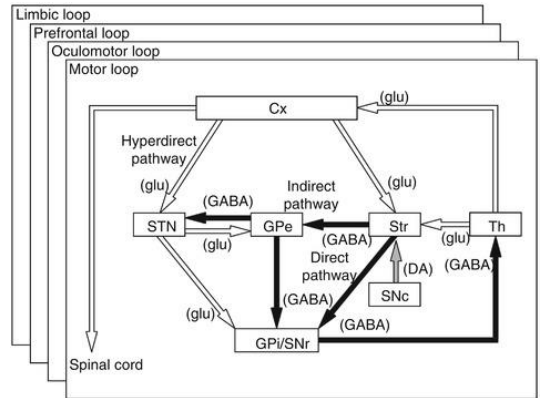 Limbic loop
Prefrontal loop
Oculomotor loop
Motor loop
(glu)
Cx
Hyperdirect
pathway
(glu)
(glu)
(GABA)
Indirect
pathway
STN
GPe
Str
Th
(glu)
(GABA)
(glu)
Direct
pathway
(DA)
(GABA)
SNc
(GABA)
(glu)
(GABA)
GPi/SNr
Spinal cord